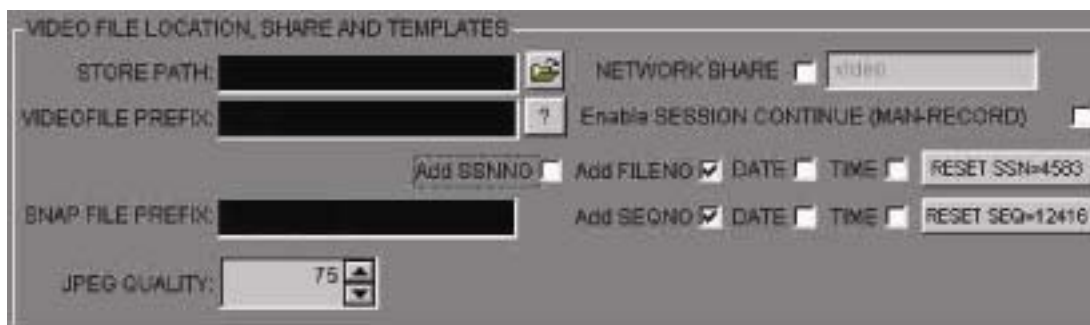 VIDEO FILE LOCATION, SHARE AND TEMPLATES
STORE PATH: NETWORK SHARE video
VIDEOFILE PREFIX: ? Enable SESSION CONTINUE (MAN-RECORD)
Add SSNNO Add FILENO DATE TIME RESET SSN=4583
SNAP FILE PREFIX: Add SEQNO DATE TIME RESET SEQ=12416
JPEG QUALITY: 75